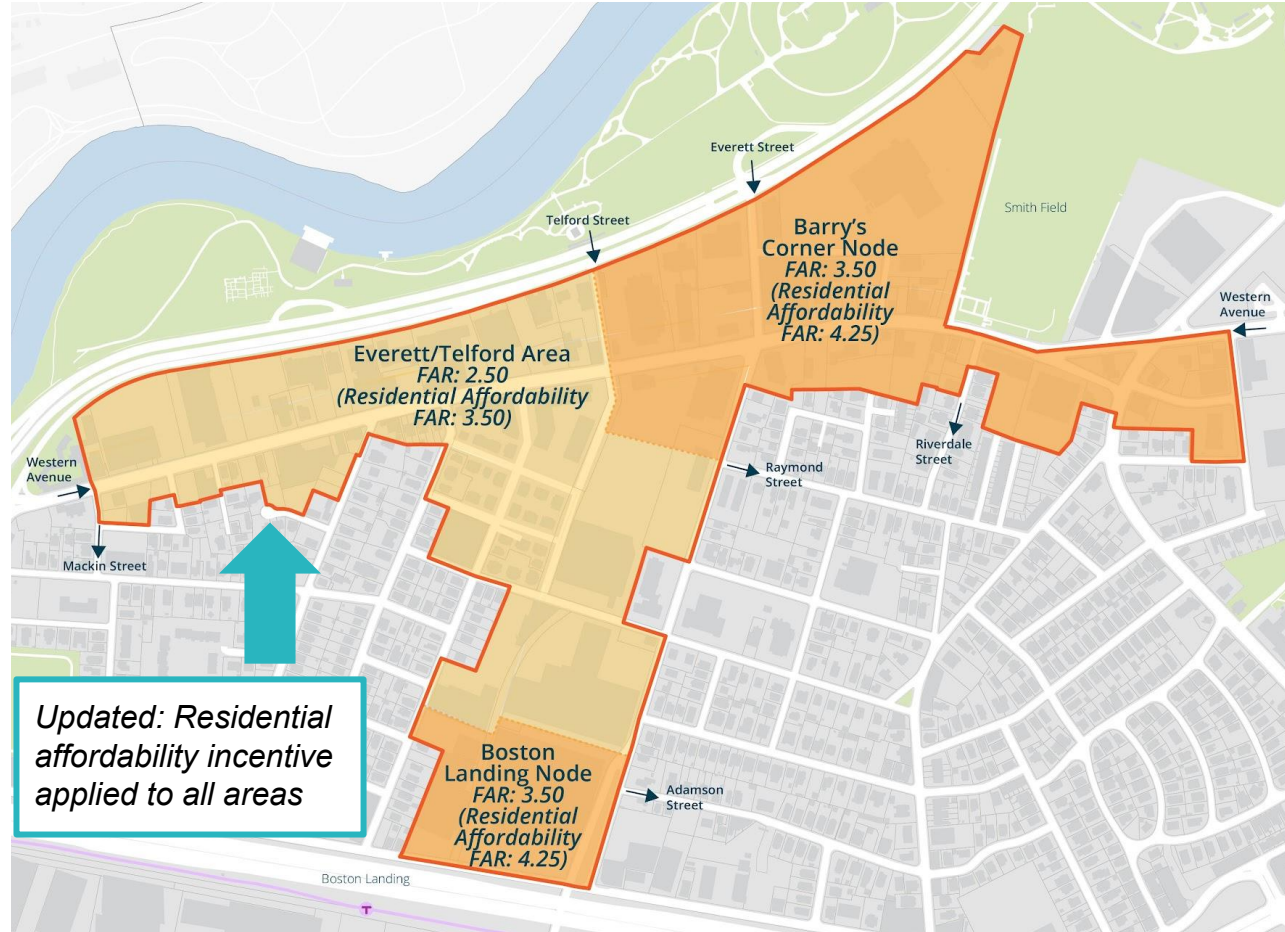 Everett Street
Telford Street
Smith Field
Barry's
Corner Node
FAR: 3.50
(Residential
Affordability
FAR: 4.25)
Western
Avenue
Everett/Telford Area
FAR: 2.50
(Residential Affordability
FAR: 3.50)
Riverdale
Street
Western
Avenue
Raymond
Street
Mackin Street
Updated: Residential
affordability incentive
applied to all areas
Boston
Landing Node
FAR: 3.50
(Residential
Affordability
FAR: 4.25)
Adamson
Street
Boston Landing
T